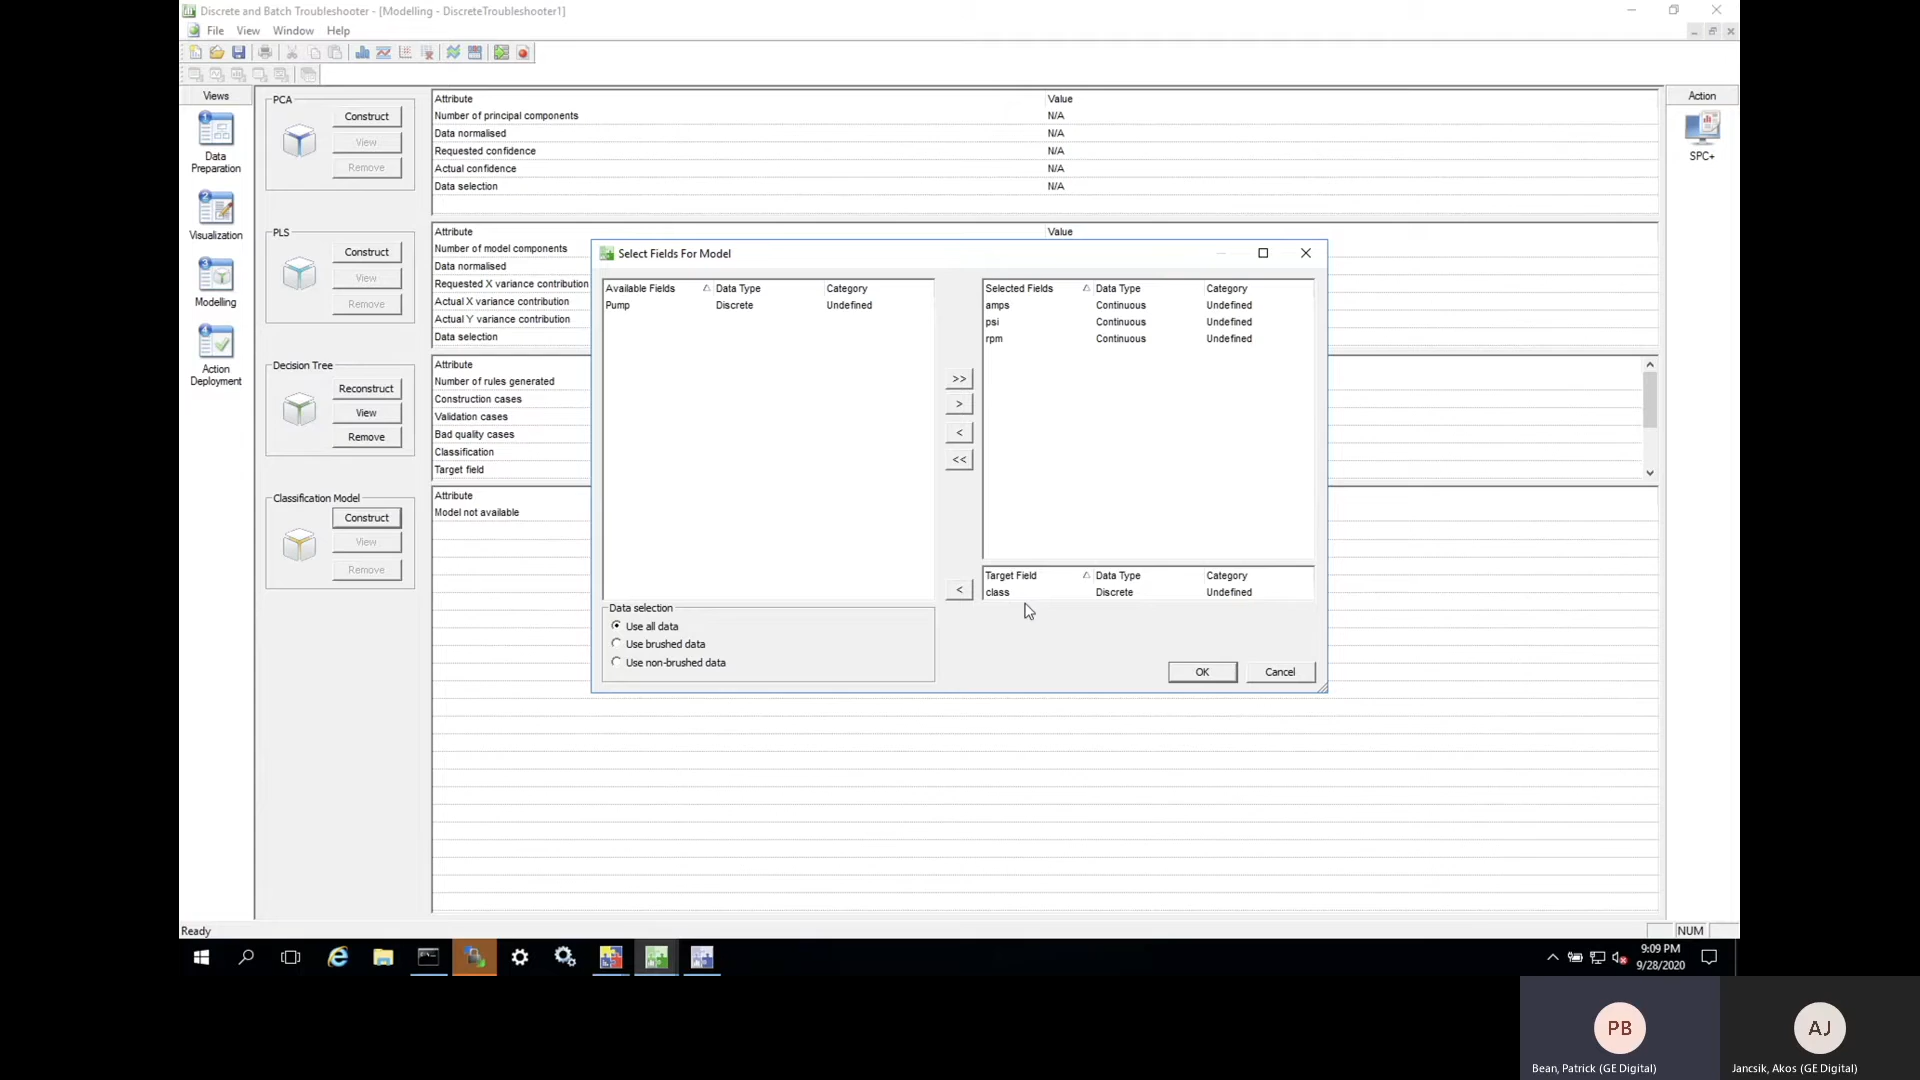 Discrete and Batch Troubleshooter - [Modelling - DiscreteTroubleshooter1]
File View Window Help
Views
Data
Preparation
Visualization
Modelling
Action
Deployment
PCA
Construct
View
Remove
Attribute Value
Number of principal components N/A
Data normalised N/A
Requested confidence N/A
Actual confidence N/A
Data selection N/A
PLS
Construct
View
Remove
Attribute Value
Number of model components
Data normalised
Requested X variance contribution
Actual X variance contribution
Actual Y variance contribution
Data selection
Decision Tree
Reconstruct
View
Remove
Attribute
Number of rules generated
Construction cases
Validation cases
Bad quality cases
Classification
Target field
Classification Model
Construct
View
Remove
Attribute
Model not available
Select Fields For Model
Available Fields Data Type Category
Pump Discrete Undefined
>>
>
<
<<
<
Selected Fields Data Type Category
amps Continuous Undefined
psi Continuous Undefined
rpm Continuous Undefined
Target Field Data Type Category
class Discrete Undefined
Data selection
Use all data
Use brushed data
Use non-brushed data
OK Cancel
Action
SPC+
Ready
NUM
9:09 PM
9/28/2020
PB
Bean, Patrick (GE Digital)
AJ
Jancsik, Akos (GE Digital)